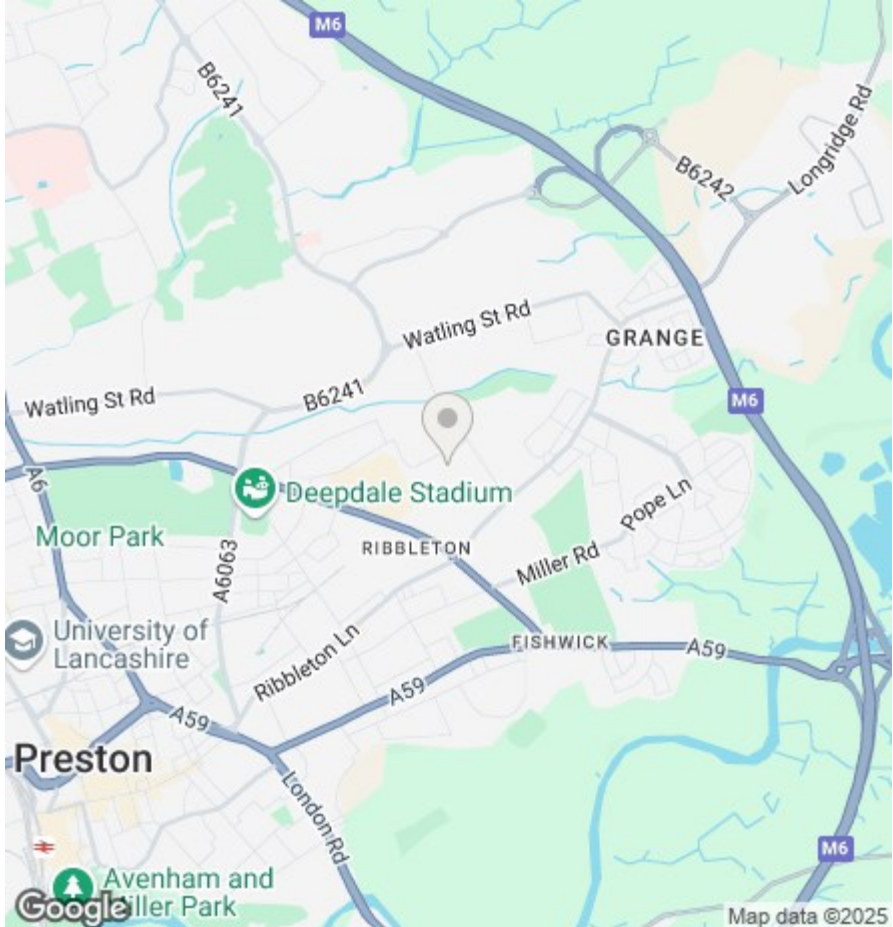 M6
B6241
Longridge Rd
B6242
Watling St Rd
GRANGE
B6241
Watling St Rd
M6
A6
Deepdale Stadium
Pope Ln
Moor Park
RIBBLETON
Miller Rd
A6063
University of
Lancashire
FISHWICK
A59
Ribbleton Ln
A59
A59
Preston
London Rd
M6
Avenham and
Miller Park
Google
Map data ©2025